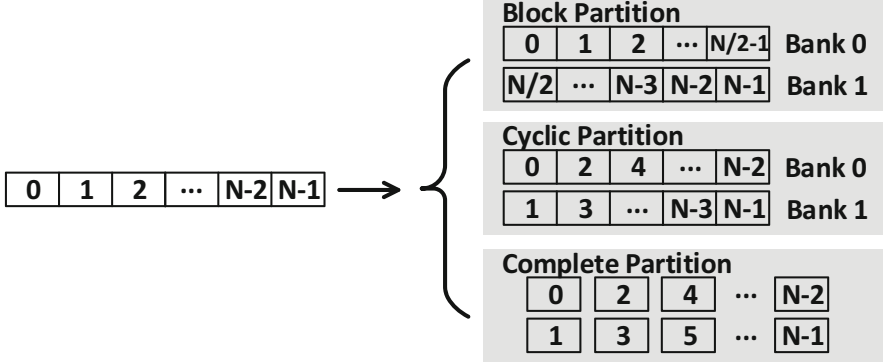 0 1 2 ... N-2 N-1
Block Partition
0 1 2 ... N/2-1 Bank 0
N/2 ... N-3 N-2 N-1 Bank 1
Cyclic Partition
0 2 4 ... N-2 Bank 0
1 3 ... N-3 N-1 Bank 1
Complete Partition
0 2 4 ... N-2
1 3 5 ... N-1